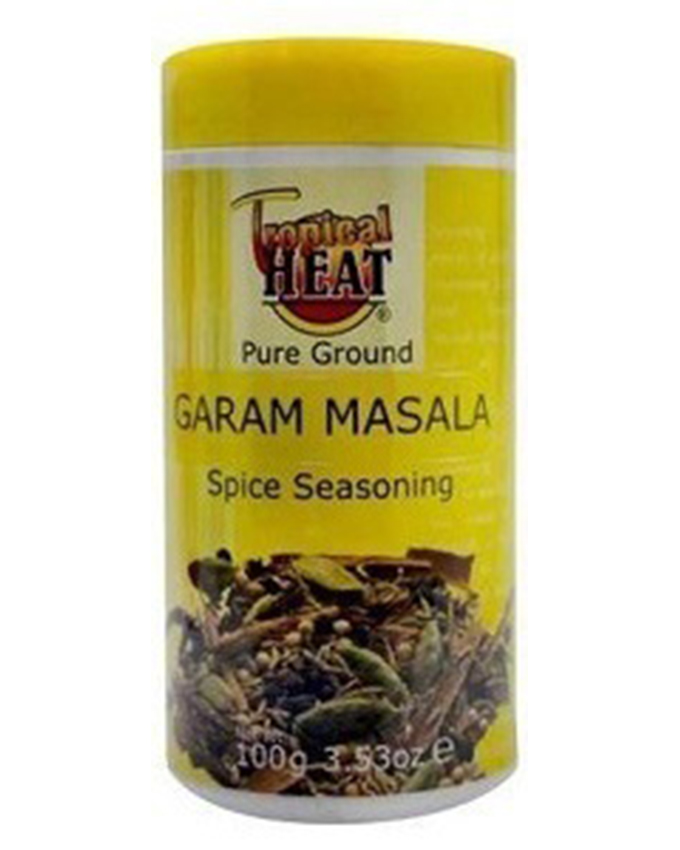 Tropical
HEAT
®
Pure Ground
GARAM MASALA
Spice Seasoning
100g 3.53oz e